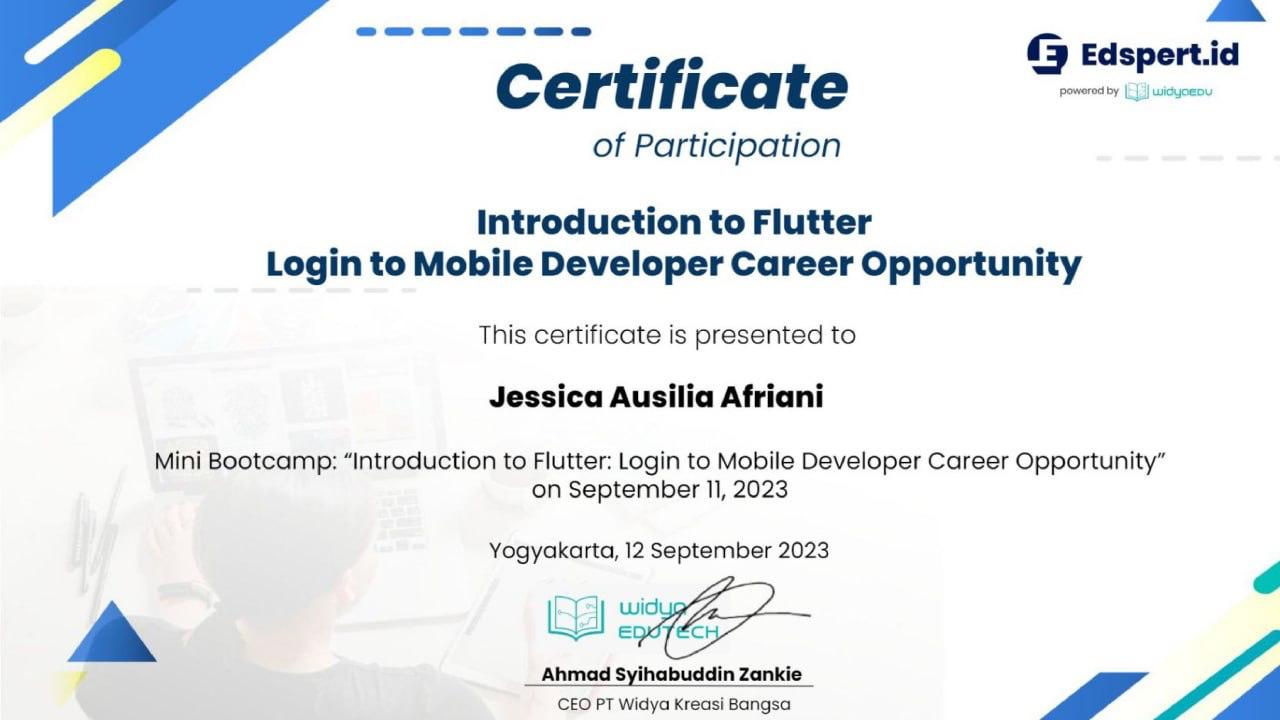 Certificate
of Participation
Edspert.id
powered by widyaEDU
Introduction to Flutter
Login to Mobile Developer Career Opportunity
This certificate is presented to
Jessica Ausilia Afriani
Mini Bootcamp: “Introduction to Flutter: Login to Mobile Developer Career Opportunity”
on September 11, 2023
Yogyakarta, 12 September 2023
widya
EDUTECH
Ahmad Syihabuddin Zankie
CEO PT Widya Kreasi Bangsa